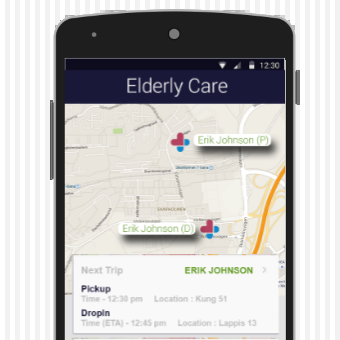 12:30
Elderly Care
Erik Johnson (P)
Erik Johnson (D)
Next Trip ERIK JOHNSON >
Pickup
Time - 12:30 pm Location : Kung 51
Dropin
Time (ETA) - 12:45 pm Location : Lappis 13